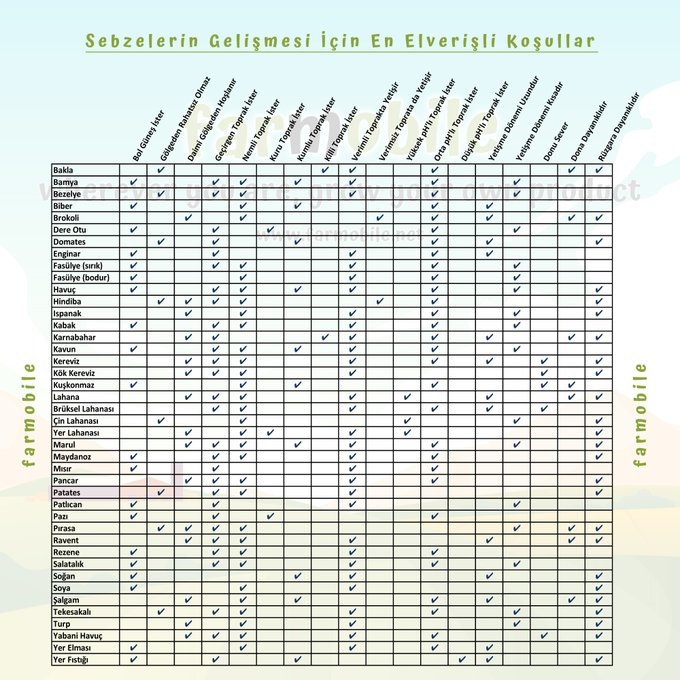 Sebzelerin Gelişmesi İçin En Elverişli Koşullar
farmobile
wherever you are, grow your own product
www.farmobile.net
Bol Güneş İster
Gölgeden Rahatsız Olmaz
Daimi Gölgeden Hoşlanır
Geçirgen Toprak İster
Nemli Toprak İster
Kuru Toprak İster
Kumlu Toprak İster
Killi Toprak İster
Verimli Toprakta Yetişir
Verimsiz Toprata da Yetişir
Yüksek pH'lı Toprak İster
Orta pH'lı Toprak İster
Düşük pH'lı Toprak İster
Yetişme Dönemi Uzundur
Yetişme Dönemi Kısadır
Donu Sever
Dona Dayanıklıdır
Rüzgara Dayanıklıdır
Bakla
Bamya
Bezelye
Biber
Brokoli
Dere Otu
Domates
Enginar
Fasülye (sırık)
Fasülye (bodur)
Havuç
Hindiba
Ispanak
Kabak
Karnabahar
Kavun
Kereviz
Kök Kereviz
Kuşkonmaz
Lahana
Brüksel Lahanası
Çin Lahanası
Yer Lahanası
Marul
Maydanoz
Mısır
Pancar
Patates
Patlıcan
Pazı
Pırasa
Ravent
Rezene
Salatalık
Soğan
Soya
Şalgam
Tekesakalı
Turp
Yabani Havuç
Yer Elması
Yer Fıstığı
farmobile
farmobile